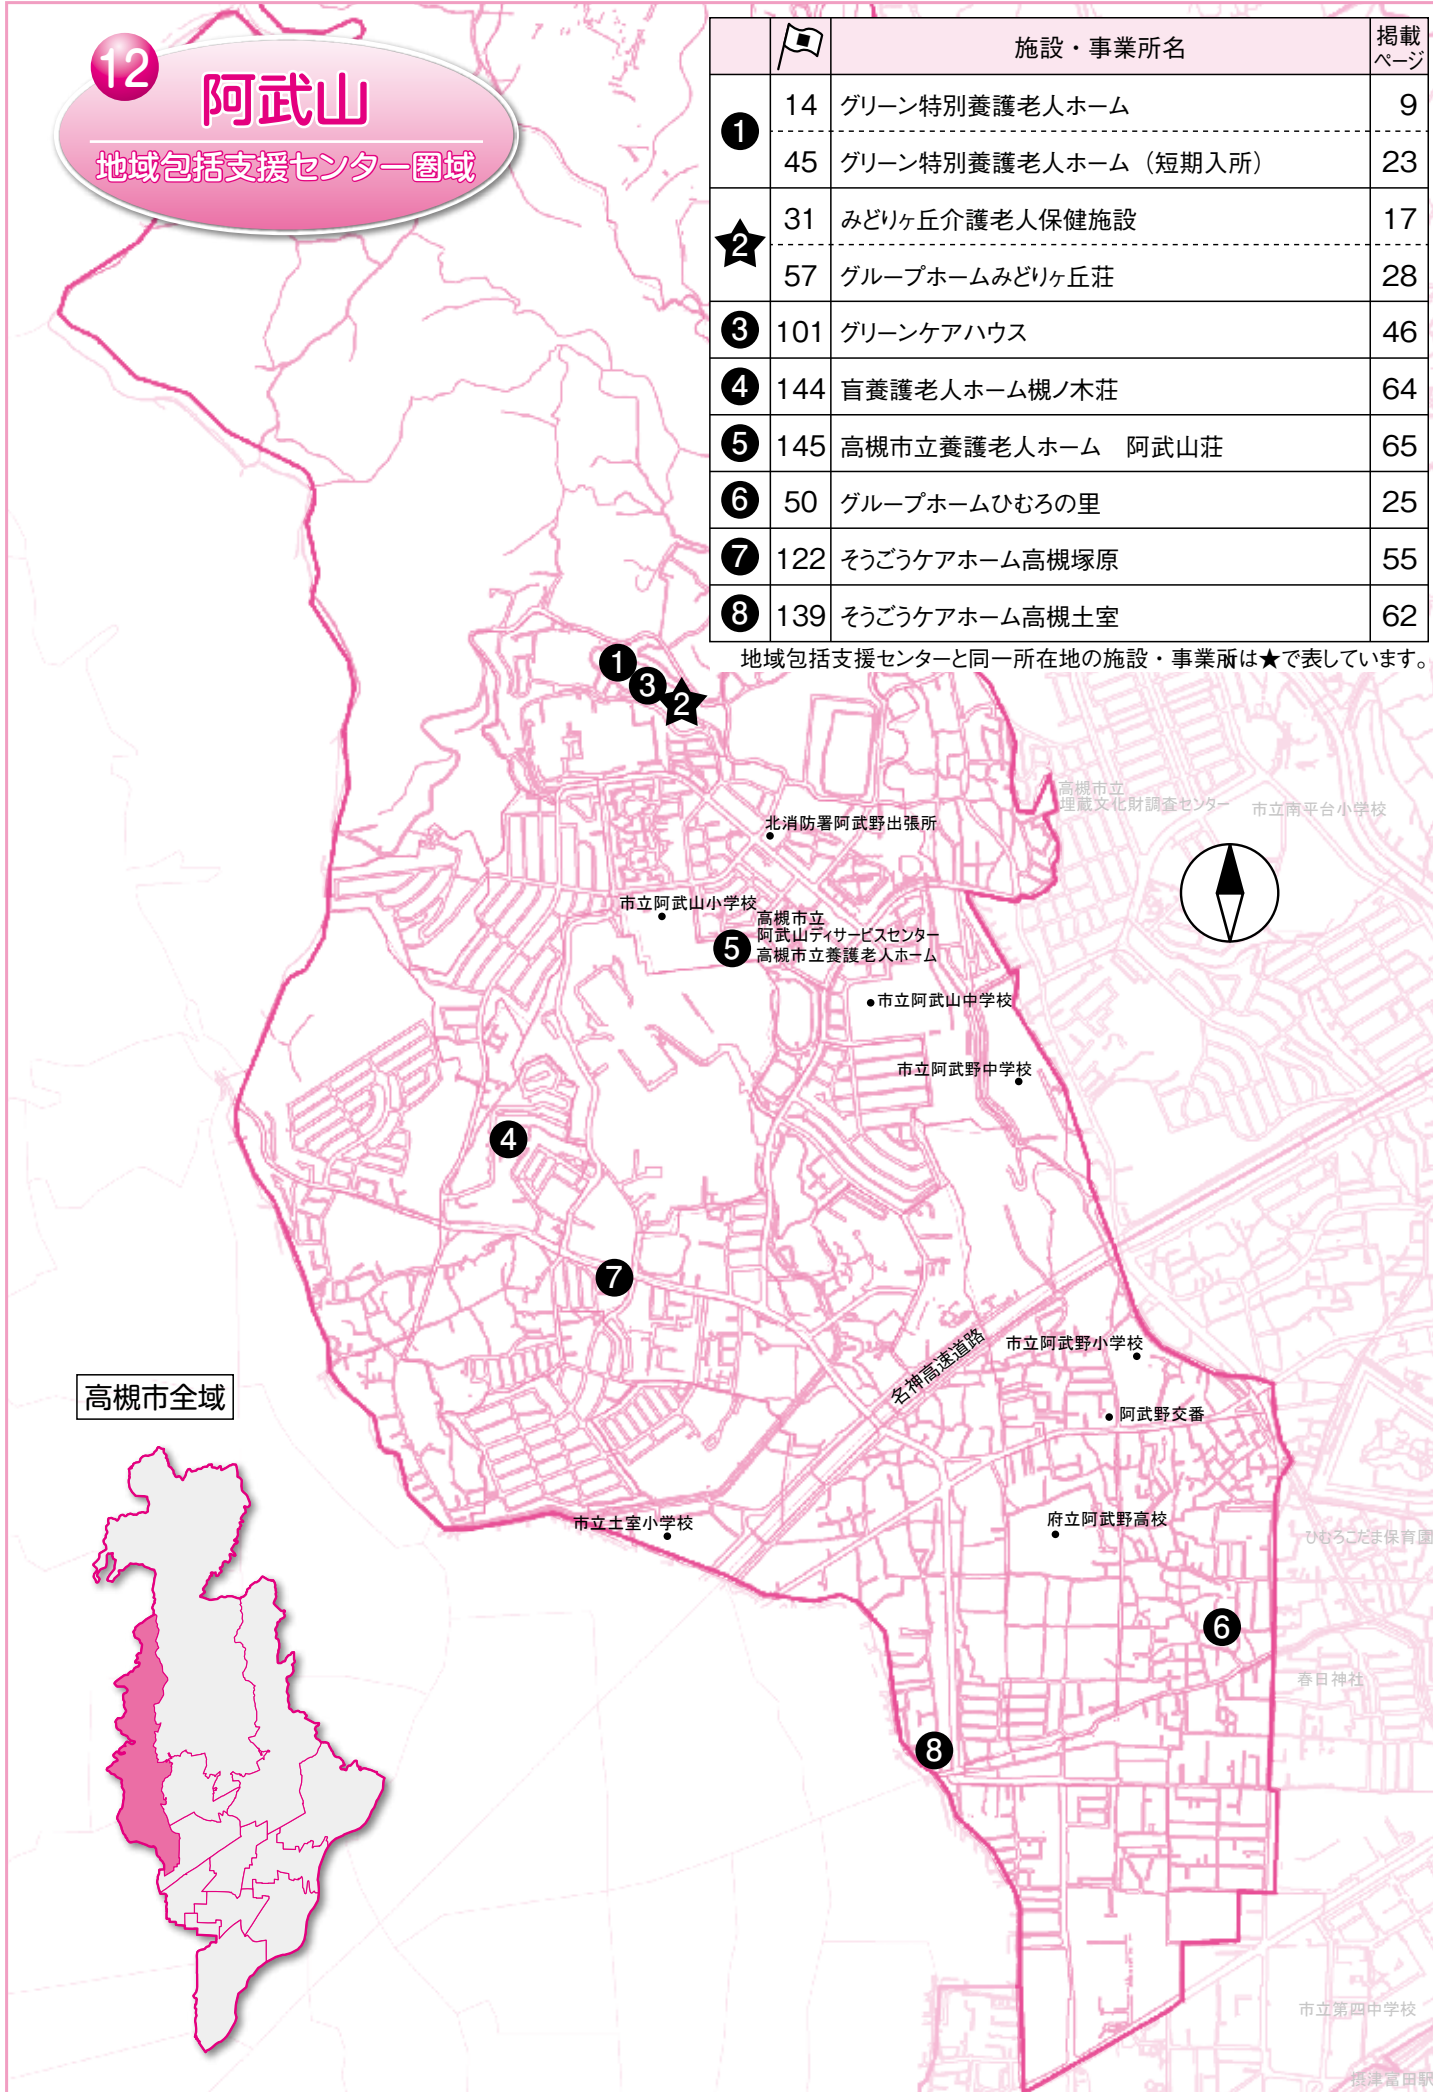 12
阿武山
地域包括支援センター圏域
施設・事業所名 掲載ページ
1 14 グリーン特別養護老人ホーム 9
45 グリーン特別養護老人ホーム（短期入所） 23
2 31 みどりヶ丘介護老人保健施設 17
57 グループホームみどりヶ丘荘 28
3 101 グリーンケアハウス 46
4 144 盲養護老人ホーム槻ノ木荘 64
5 145 高槻市立養護老人ホーム　阿武山荘 65
6 50 グループホームひむろの里 25
7 122 そうごうケアホーム高槻塚原 55
8 139 そうごうケアホーム高槻土室 62
地域包括支援センターと同一所在地の施設・事業所は★で表しています。
1
3
2
高槻市立
埋蔵文化財調査センター
市立南平台小学校
北消防署阿武野出張所
市立阿武山小学校
5
高槻市立
阿武山デイサービスセンター
高槻市立養護老人ホーム
市立阿武山中学校
市立阿武野中学校
4
7
名神高速道路
市立阿武野小学校
阿武野交番
高槻市全域
市立土室小学校
府立阿武野高校
ひむろこだま保育園
6
春日神社
8
市立第四中学校
摂津富田駅